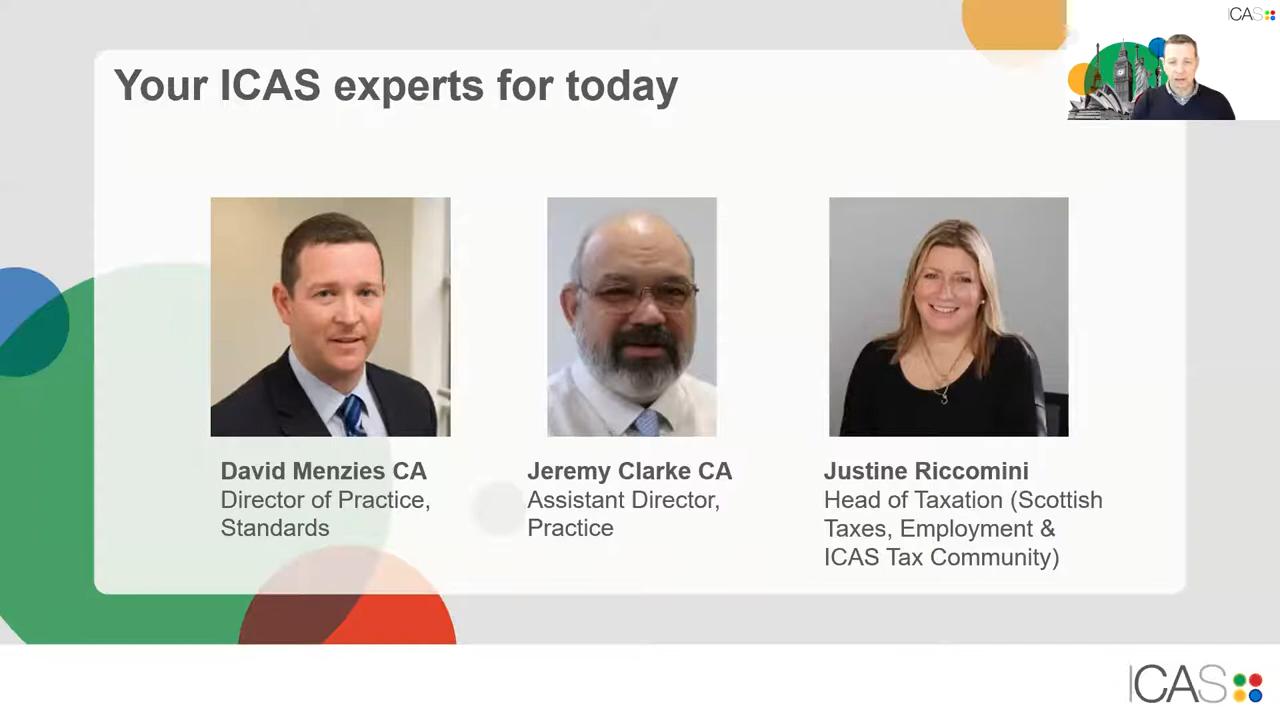 ICAS
Your ICAS experts for today
David Menzies CA
Director of Practice,
Standards
Jeremy Clarke CA
Assistant Director,
Practice
Justine Riccomini
Head of Taxation (Scottish
Taxes, Employment &
ICAS Tax Community)
ICAS